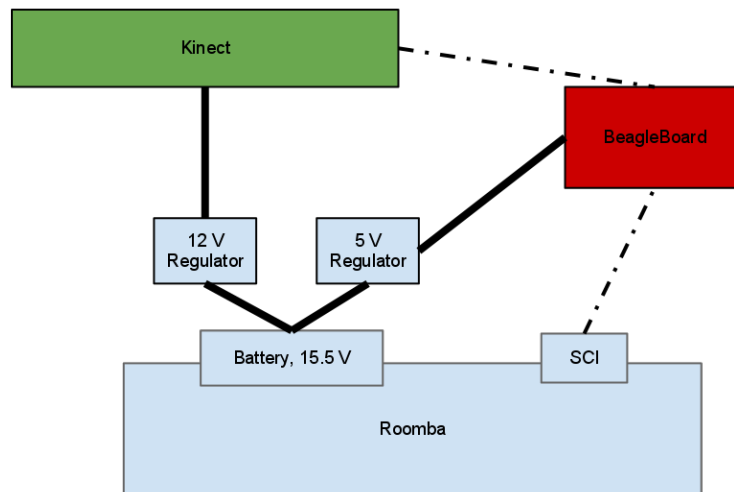 Kinect
BeagleBoard
12 V
Regulator
5 V
Regulator
Battery, 15.5 V
SCI
Roomba